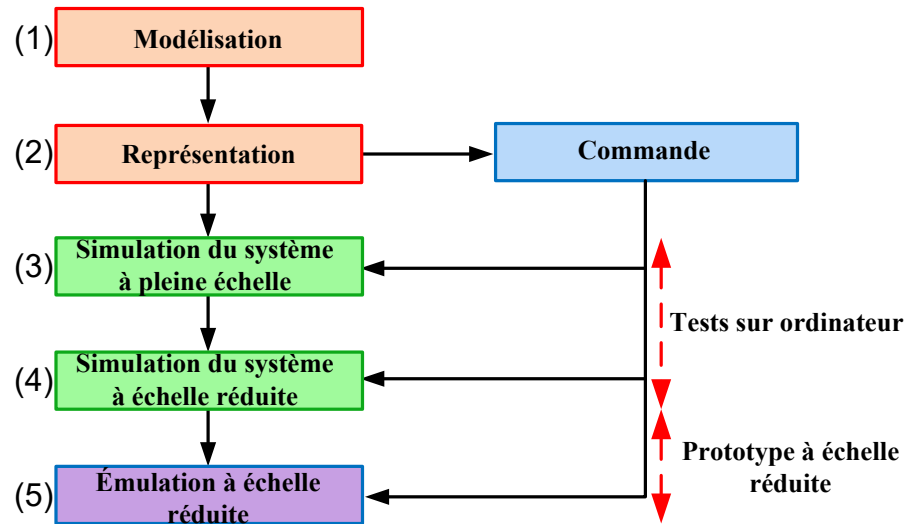 (1)
Modélisation
(2)
Représentation
Commande
(3)
Simulation du système
à pleine échelle
Tests sur ordinateur
(4)
Simulation du système
à échelle réduite
Prototype à échelle
réduite
(5)
Émulation à échelle
réduite